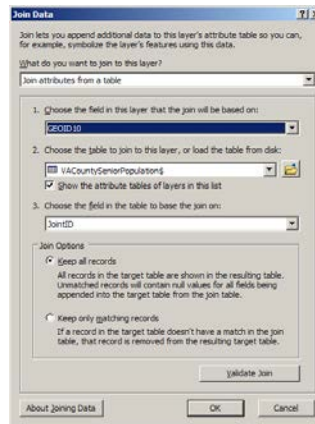 Join Data
Join lets you append additional data to this layer's attribute table so you can,
for example, symbolize the layer's features using this data.
What do you want to join to this layer?
Join attributes from a table
1. Choose the field in this layer that the join will be based on:
GEOID10
2. Choose the table to join to this layer, or load the table from disk:
VACountySeniorPopulation$
Show the attribute tables of layers in this list
3. Choose the field in the table to base the join on:
JointID
Join Options
Keep all records
All records in the target table are shown in the resulting table.
Unmatched records will contain null values for all fields being
appended into the target table from the join table.
Keep only matching records
If a record in the target table doesn't have a match in the join
table, that record is removed from the resulting target table.
Validate Join
About Joining Data
OK
Cancel